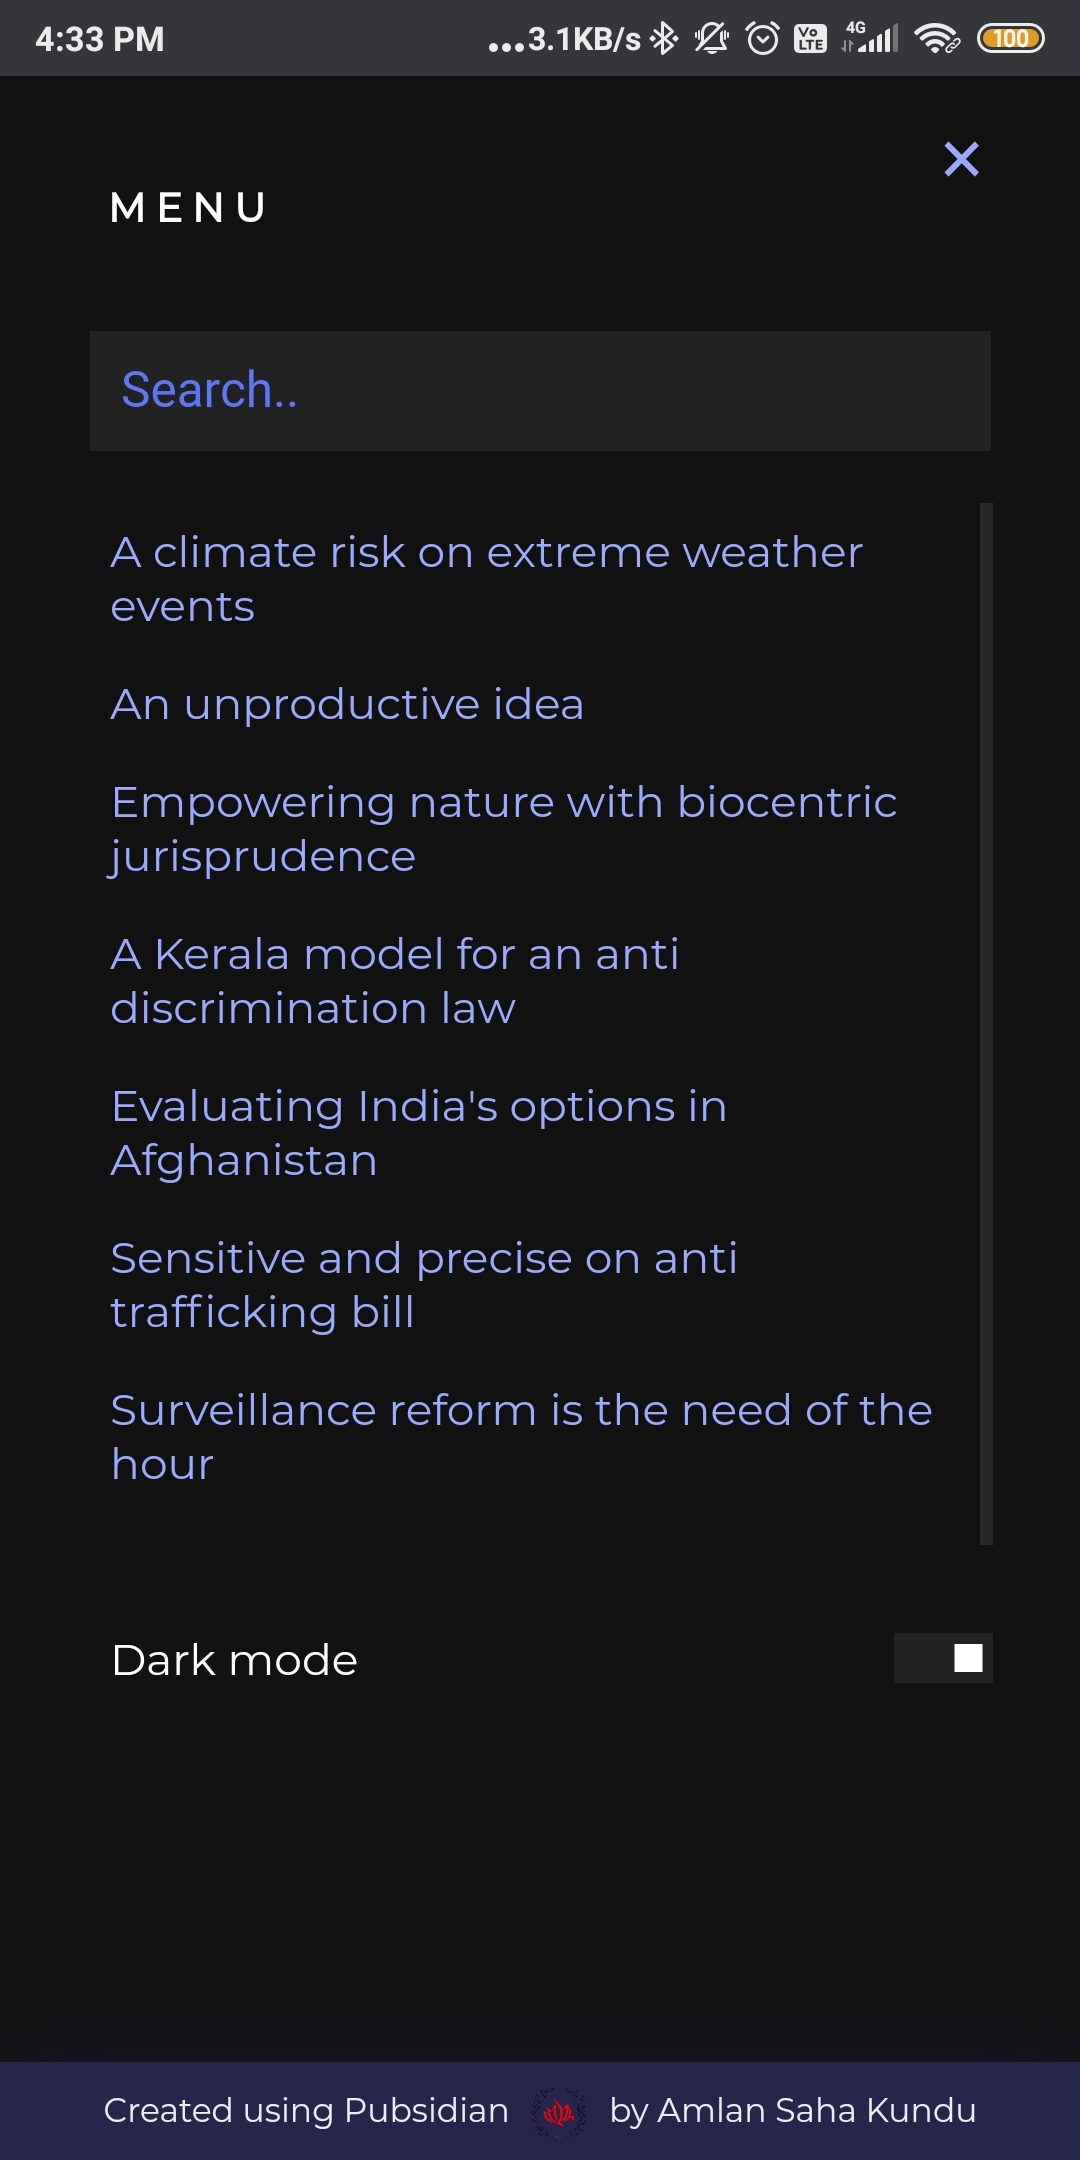 4:33 PM ...3.1KB/s Vo LTE 4G 100
MENU
Search..
A climate risk on extreme weather
events
An unproductive idea
Empowering nature with biocentric
jurisprudence
A Kerala model for an anti
discrimination law
Evaluating India's options in
Afghanistan
Sensitive and precise on anti
trafficking bill
Surveillance reform is the need of the
hour
Dark mode
Created using Pubsidian by Amlan Saha Kundu